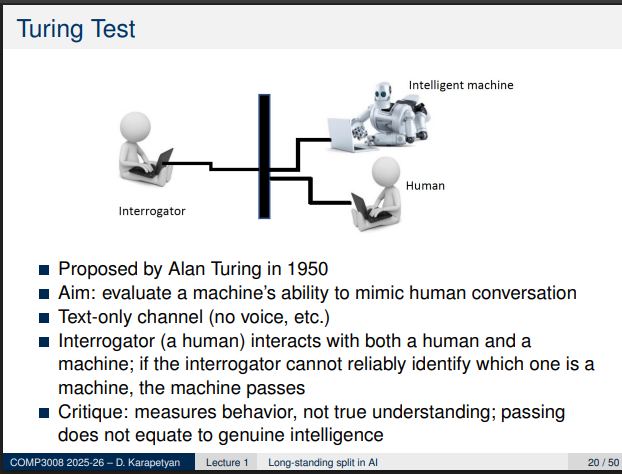 Turing Test
Intelligent machine
Human
Interrogator
Proposed by Alan Turing in 1950
Aim: evaluate a machine's ability to mimic human conversation
Text-only channel (no voice, etc.)
Interrogator (a human) interacts with both a human and a
machine; if the interrogator cannot reliably identify which one is a
machine, the machine passes
Critique: measures behavior, not true understanding; passing
does not equate to genuine intelligence
COMP3008 2025-26 – D. Karapetyan Lecture 1 Long-standing split in AI 20 / 50